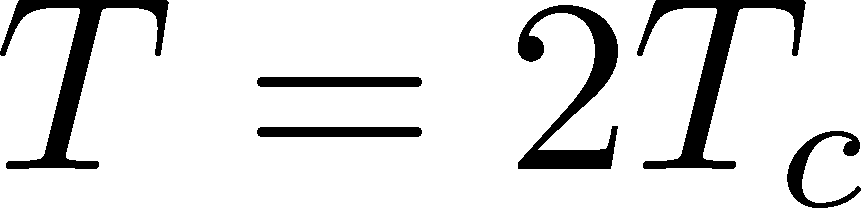 T = 2T_c